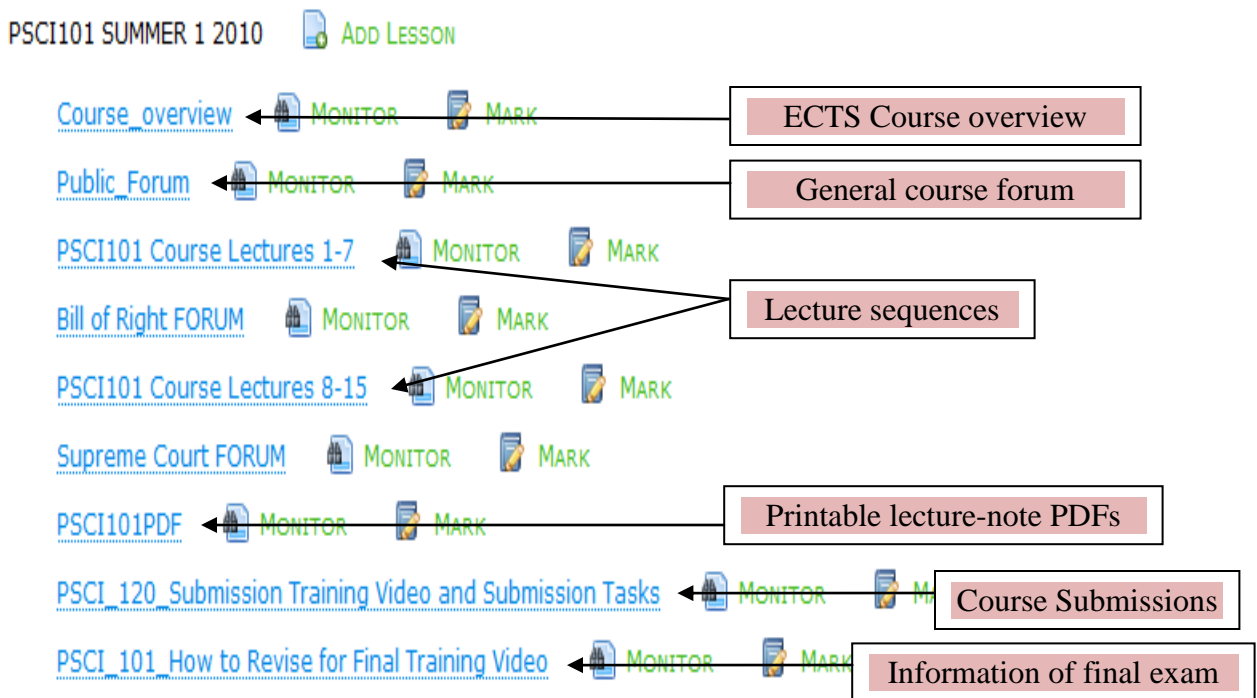 PSCI101 SUMMER 1 2010 ADD LESSON
Course_overview MONITOR MARK ECTS Course overview
Public_Forum MONITOR MARK General course forum
PSCI101 Course Lectures 1-7 MONITOR MARK
Lecture sequences
Bill of Right FORUM MONITOR MARK
PSCI101 Course Lectures 8-15 MONITOR MARK
Supreme Court FORUM MONITOR MARK
PSCI101PDF MONITOR MARK Printable lecture-note PDFs
PSCI_120_Submission Training Video and Submission Tasks MONITOR Course Submissions
PSCI_101_How to Revise for Final Training Video MONITOR MARK Information of final exam